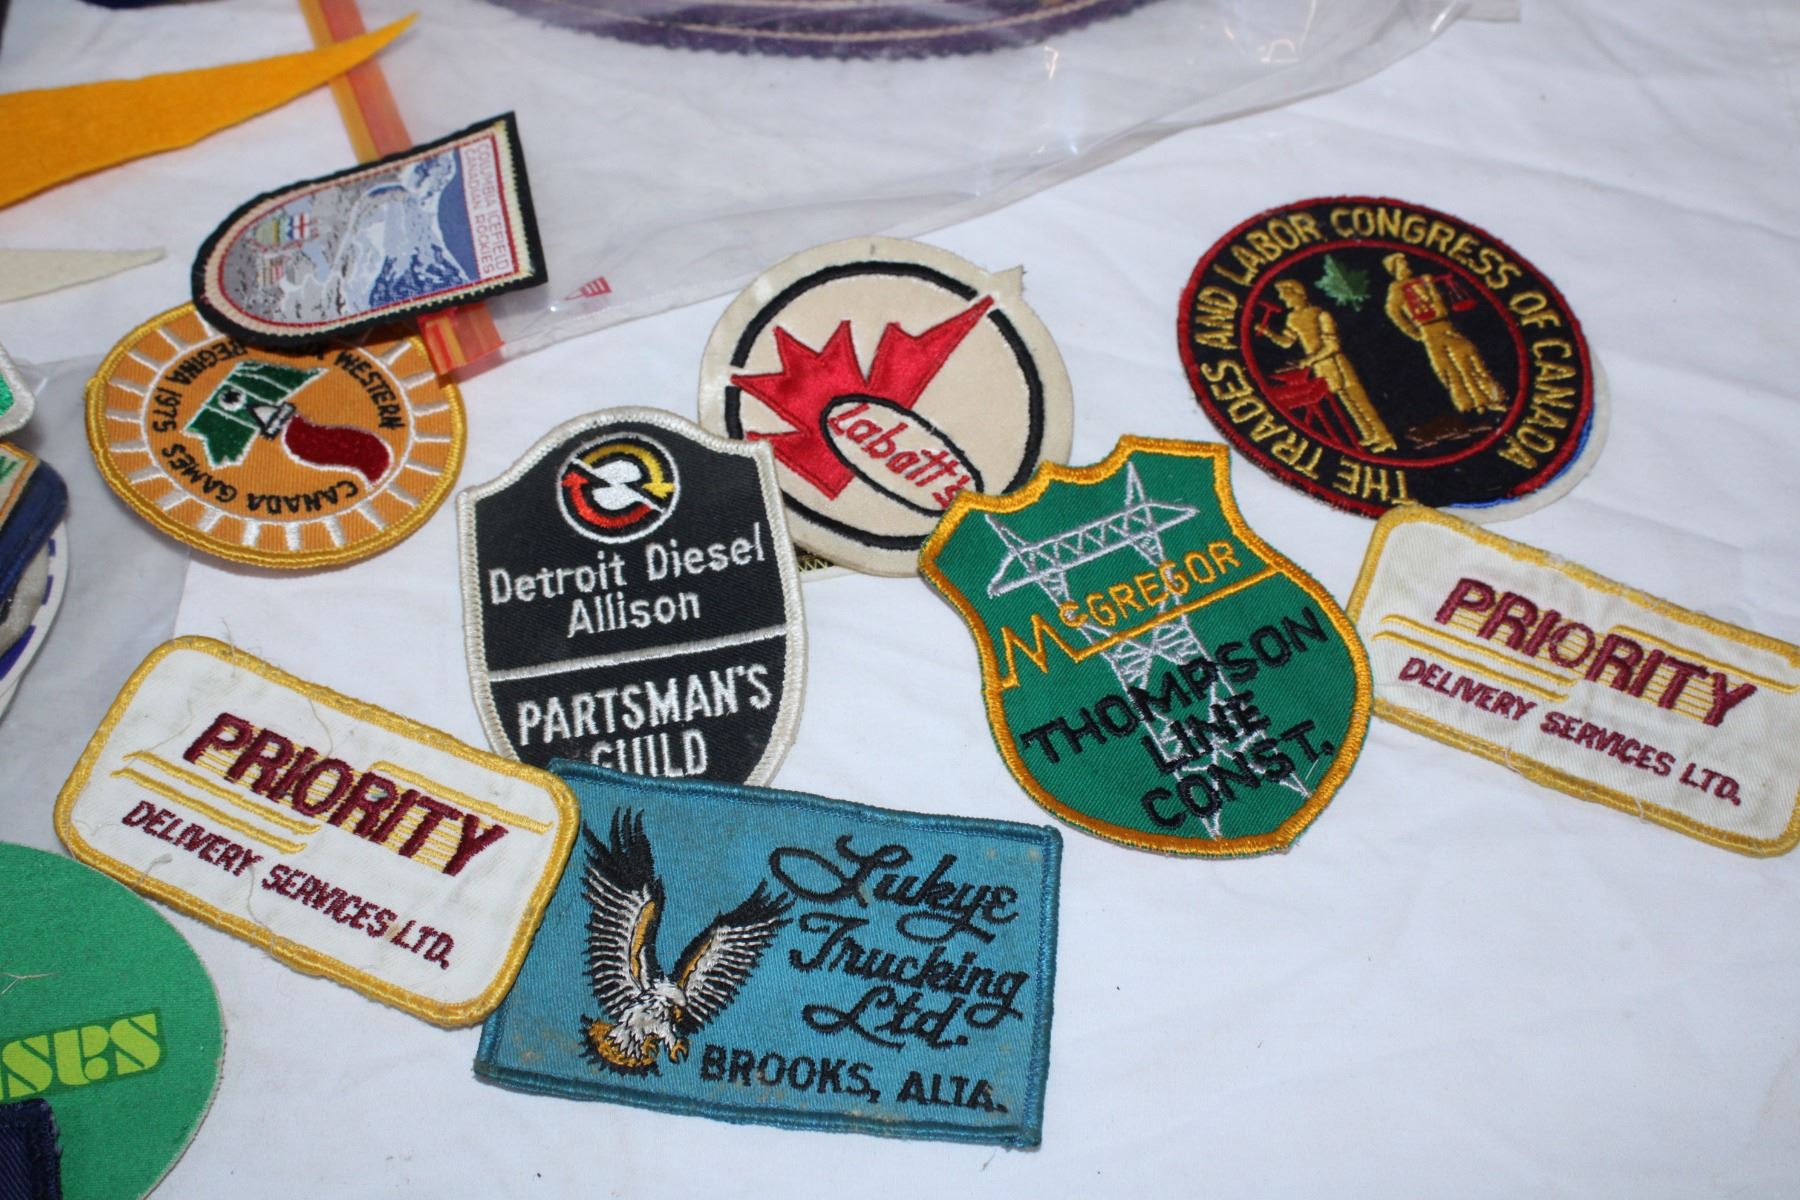 COLUMBIA ICEFIELD
CANADIAN ROCKIES
WESTERN
CANADA GAMES
REGINA 1975
Labatt's
THE TRADES AND LABOR CONGRESS OF CANADA
Detroit Diesel
Allison
PARTSMAN'S
GUILD
McGREGOR
THOMPSON
LINE
CONST.
PRIORITY
DELIVERY SERVICES LTD.
PRIORITY
DELIVERY SERVICES LTD.
Lukye
Trucking
Ltd.
BROOKS, ALTA.